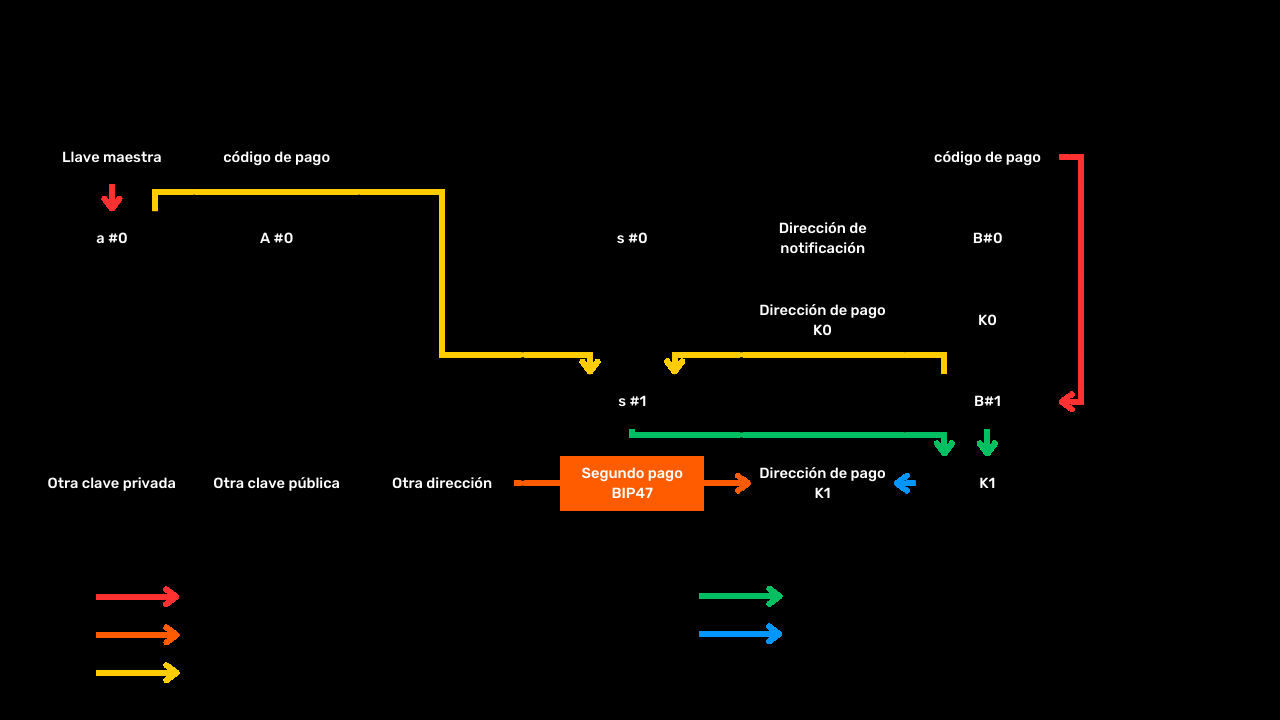 Llave maestra
código de pago
código de pago
a #0
A #0
s #0
Dirección de
notificación
B#0
Dirección de pago
K0
K0
s #1
B#1
Otra clave privada
Otra clave pública
Otra dirección
Segundo pago
BIP47
Dirección de pago
K1
K1